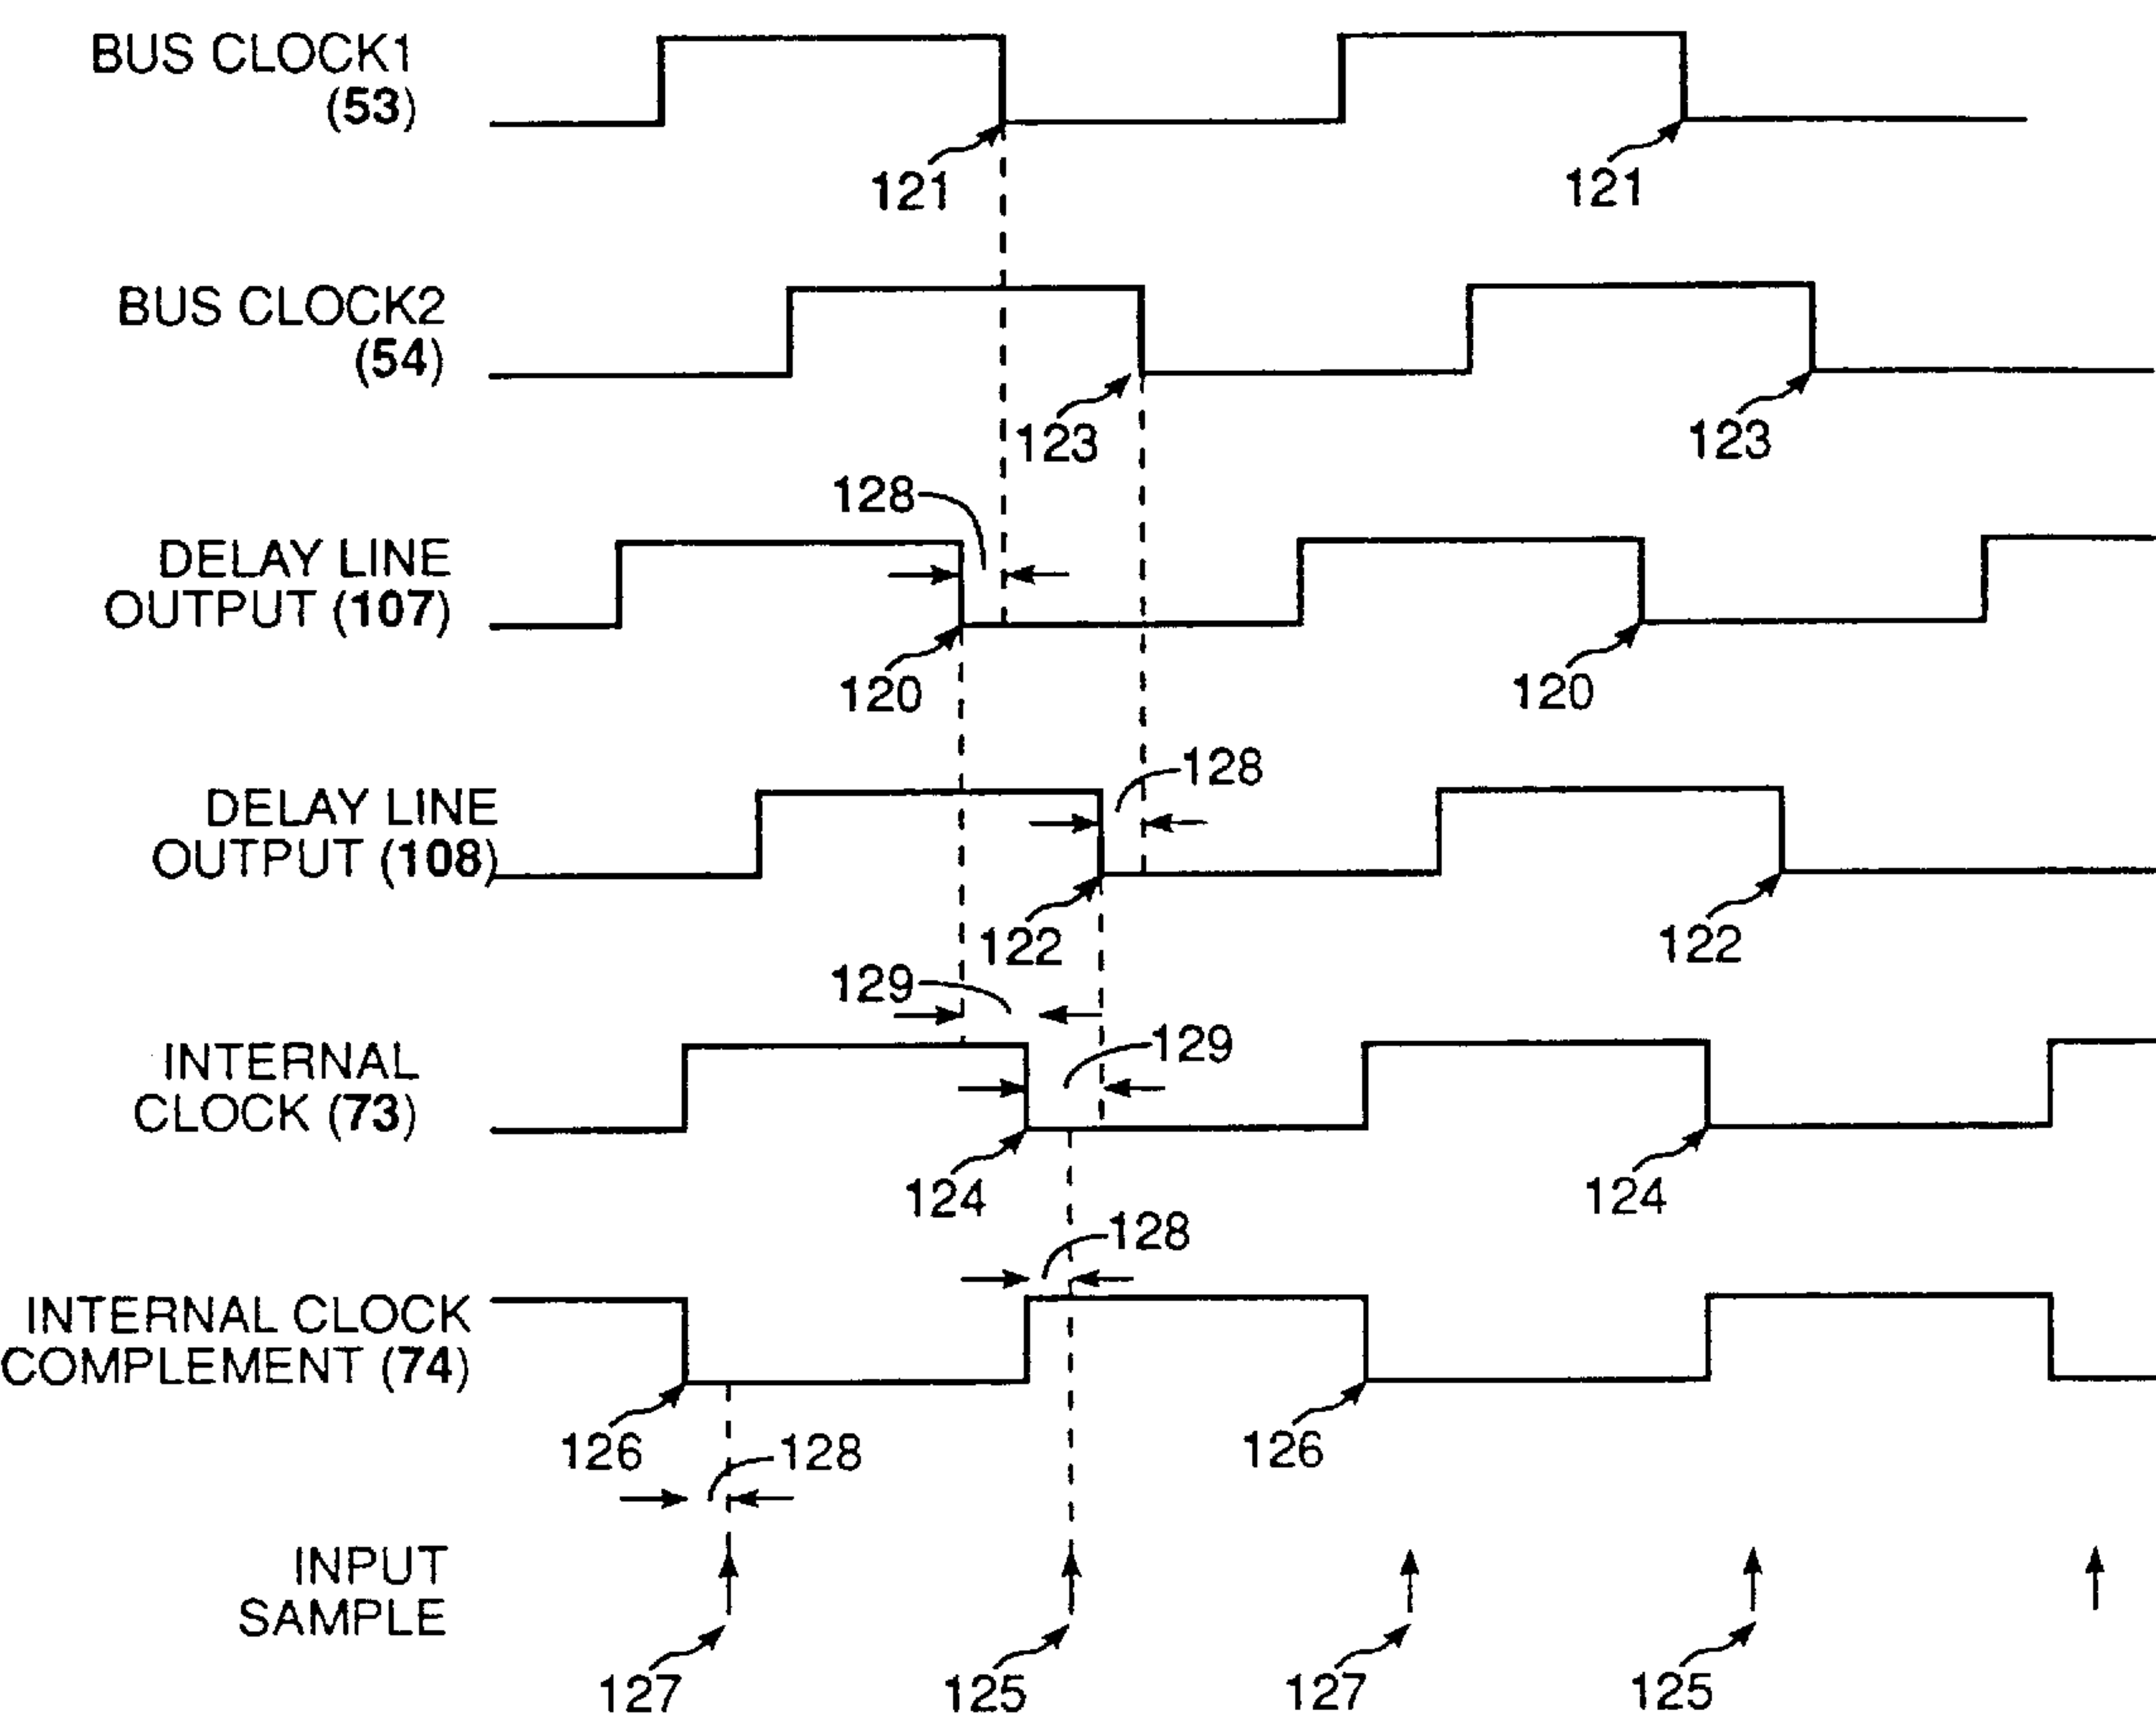 BUS CLOCK1
(53)
121
121
BUS CLOCK2
(54)
123
123
128
DELAY LINE
OUTPUT (107)
120
120
128
DELAY LINE
OUTPUT (108)
122
122
129
INTERNAL
CLOCK (73)
129
124
124
128
INTERNAL CLOCK
COMPLEMENT (74)
126
128
126
INPUT
SAMPLE
127
125
127
125